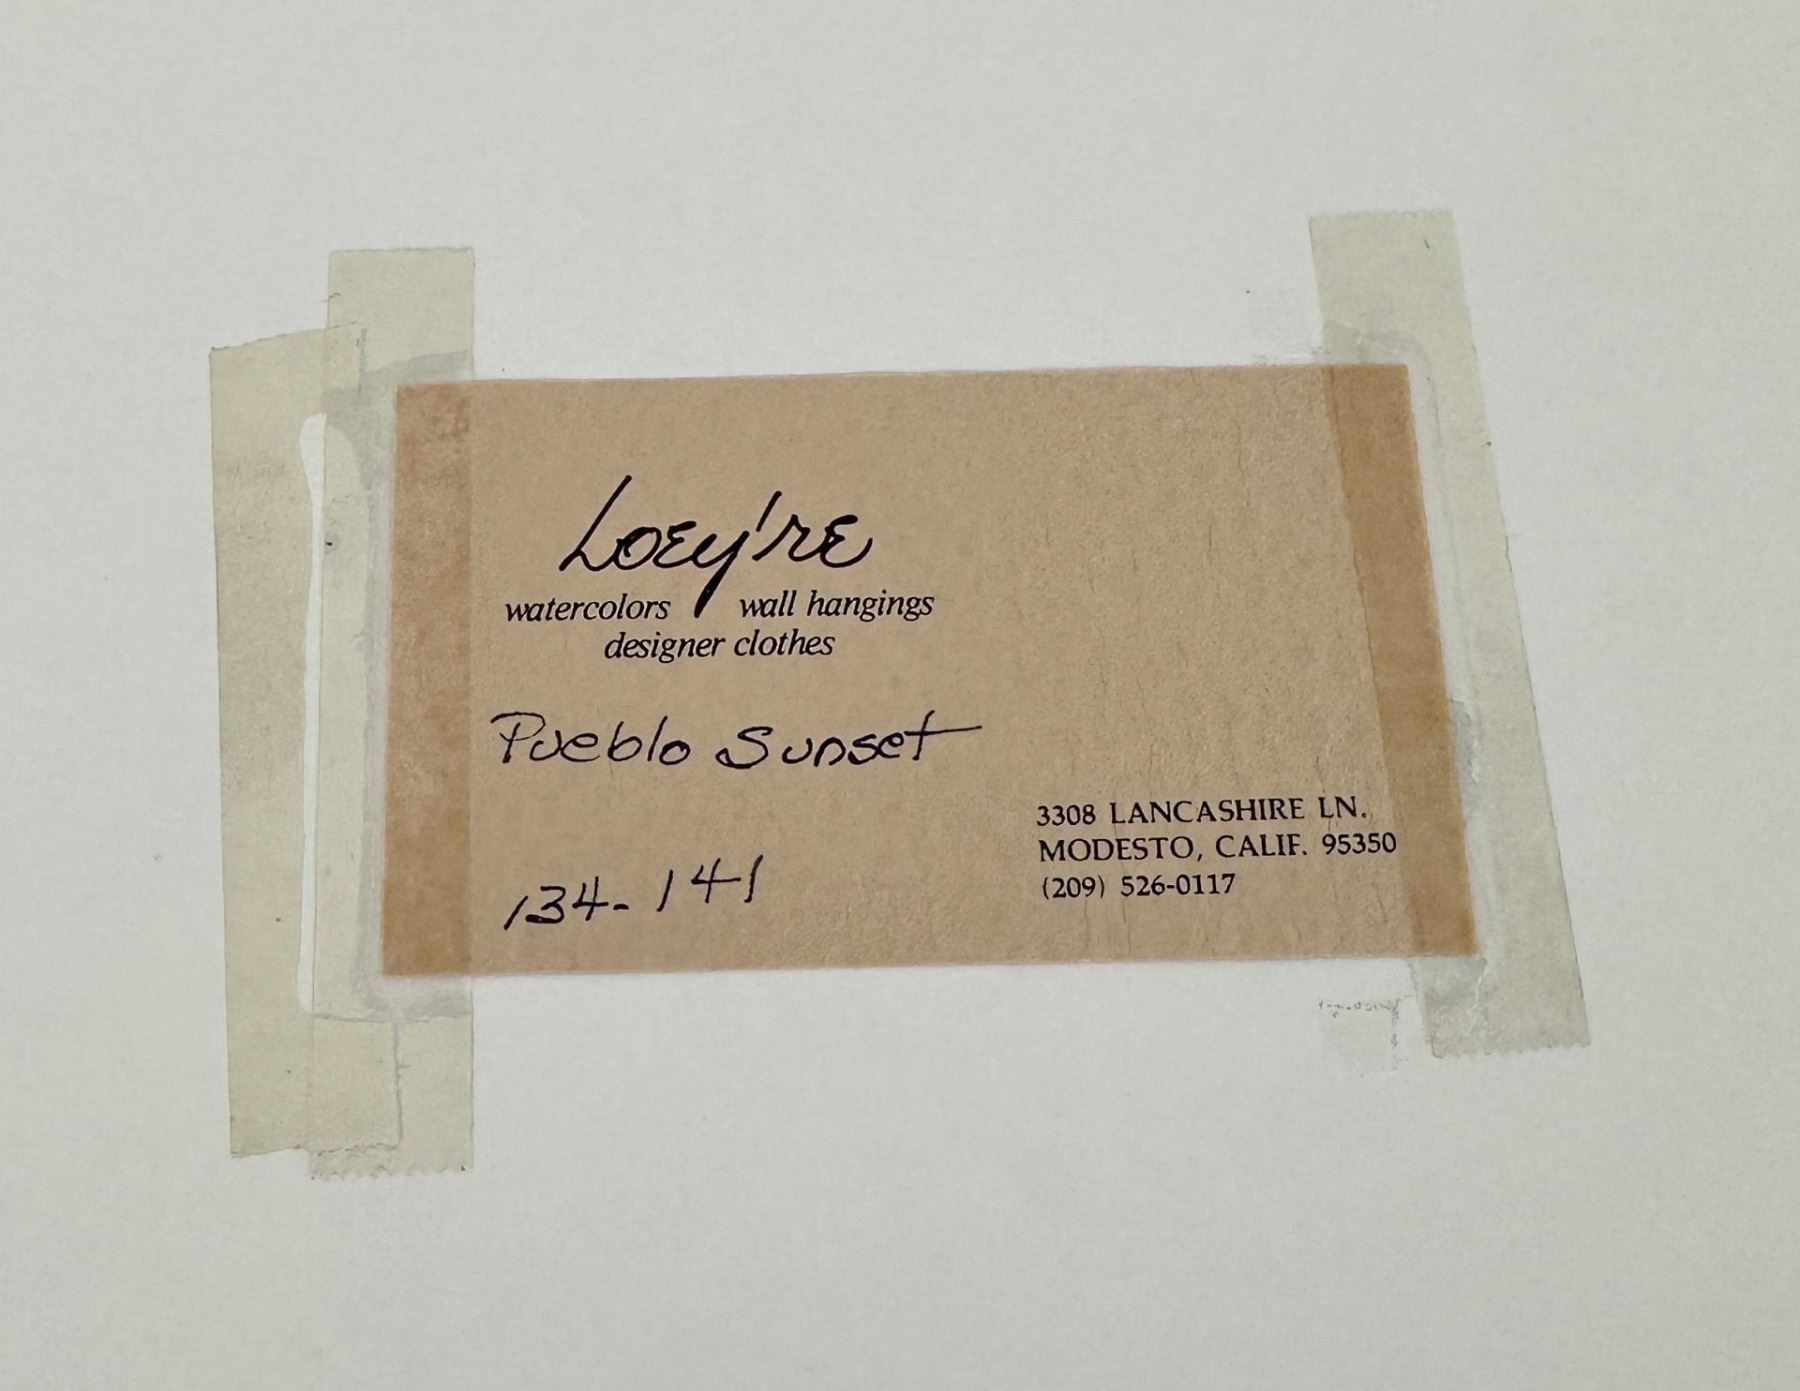 Loey're
watercolors wall hangings
designer clothes
Pueblo Sunset
134-141
3308 LANCASHIRE LN.
MODESTO, CALIF. 95350
(209) 526-0117